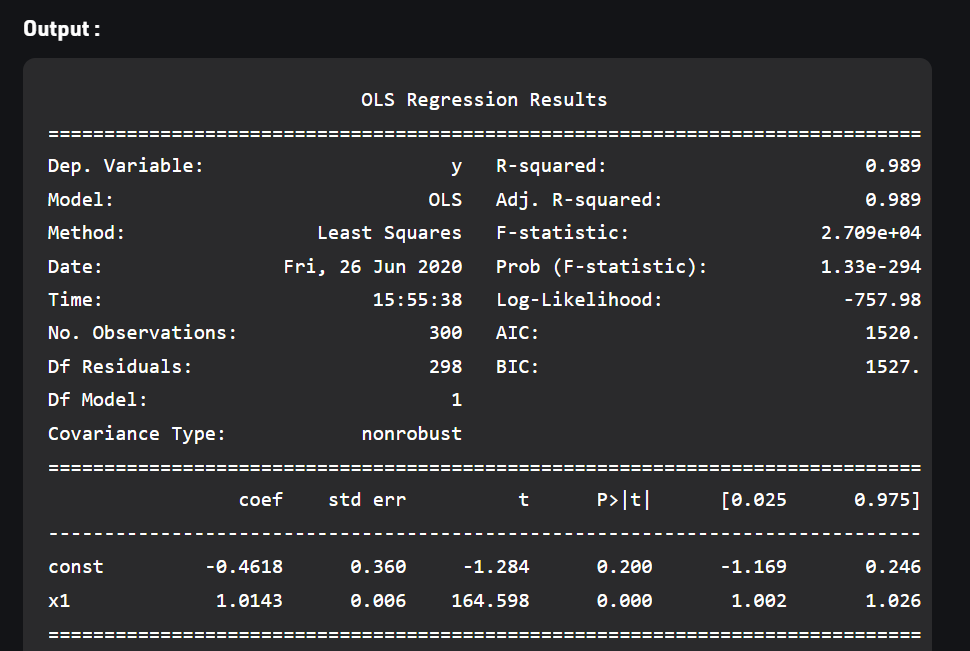 Output:
OLS Regression Results
==============================================================================
Dep. Variable:                      y   R-squared:                       0.989
Model:                            OLS   Adj. R-squared:                  0.989
Method:                 Least Squares   F-statistic:                 2.709e+04
Date:                Fri, 26 Jun 2020   Prob (F-statistic):          1.33e-294
Time:                        15:55:38   Log-Likelihood:                -757.98
No. Observations:                 300   AIC:                             1520.
Df Residuals:                     298   BIC:                             1527.
Df Model:                           1
Covariance Type:            nonrobust
==============================================================================
                 coef    std err          t      P>|t|      [0.025      0.975]
------------------------------------------------------------------------------
const         -0.4618      0.360     -1.284      0.200      -1.169       0.246
x1             1.0143      0.006    164.598      0.000       1.002       1.026
==============================================================================